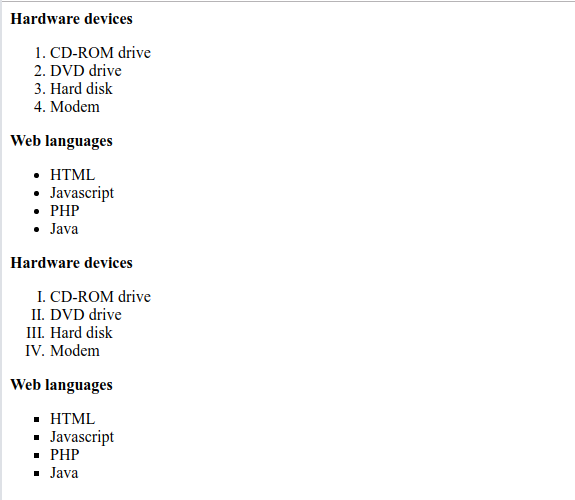 Hardware devices
1. CD-ROM drive
2. DVD drive
3. Hard disk
4. Modem
Web languages
• HTML
• Javascript
• PHP
• Java
Hardware devices
I. CD-ROM drive
II. DVD drive
III. Hard disk
IV. Modem
Web languages
▪ HTML
▪ Javascript
▪ PHP
▪ Java